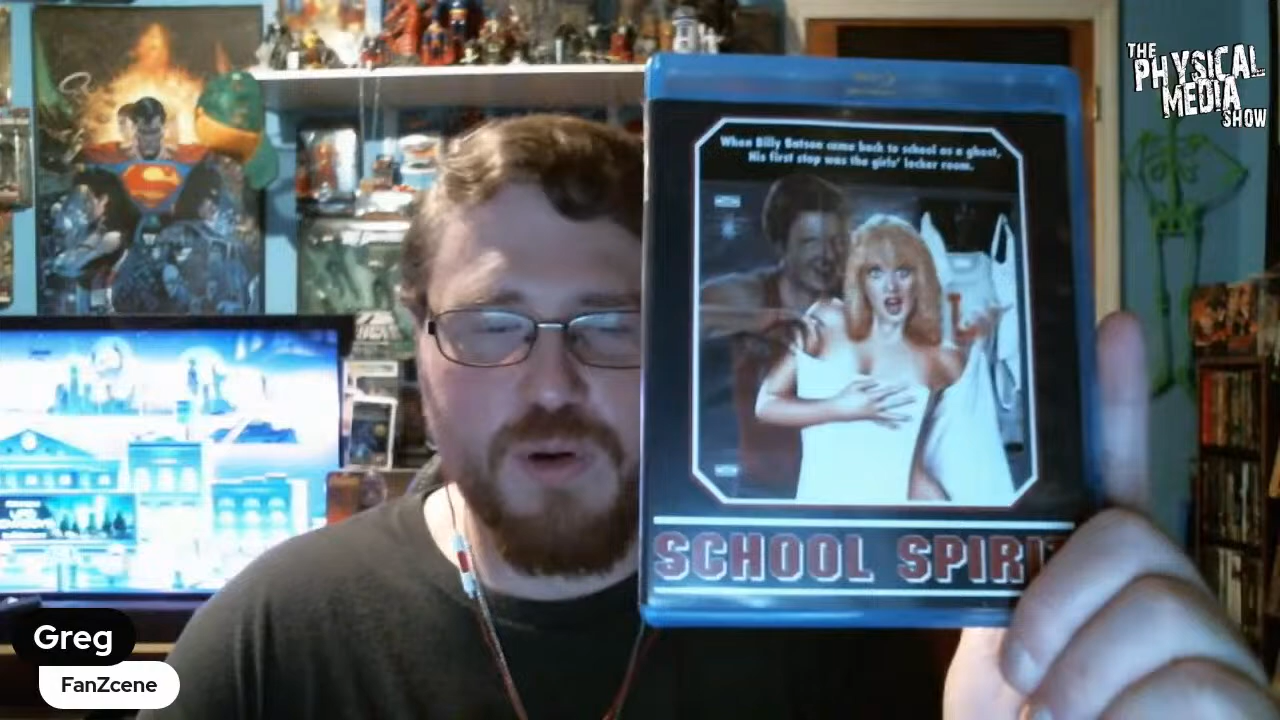 THE
PHYSICAL
MEDIA
SHOW
When Billy Batson came back to school as a ghost,
His first stop was the girls' locker room.
SCHOOL SPIRI
Greg
FanZcene